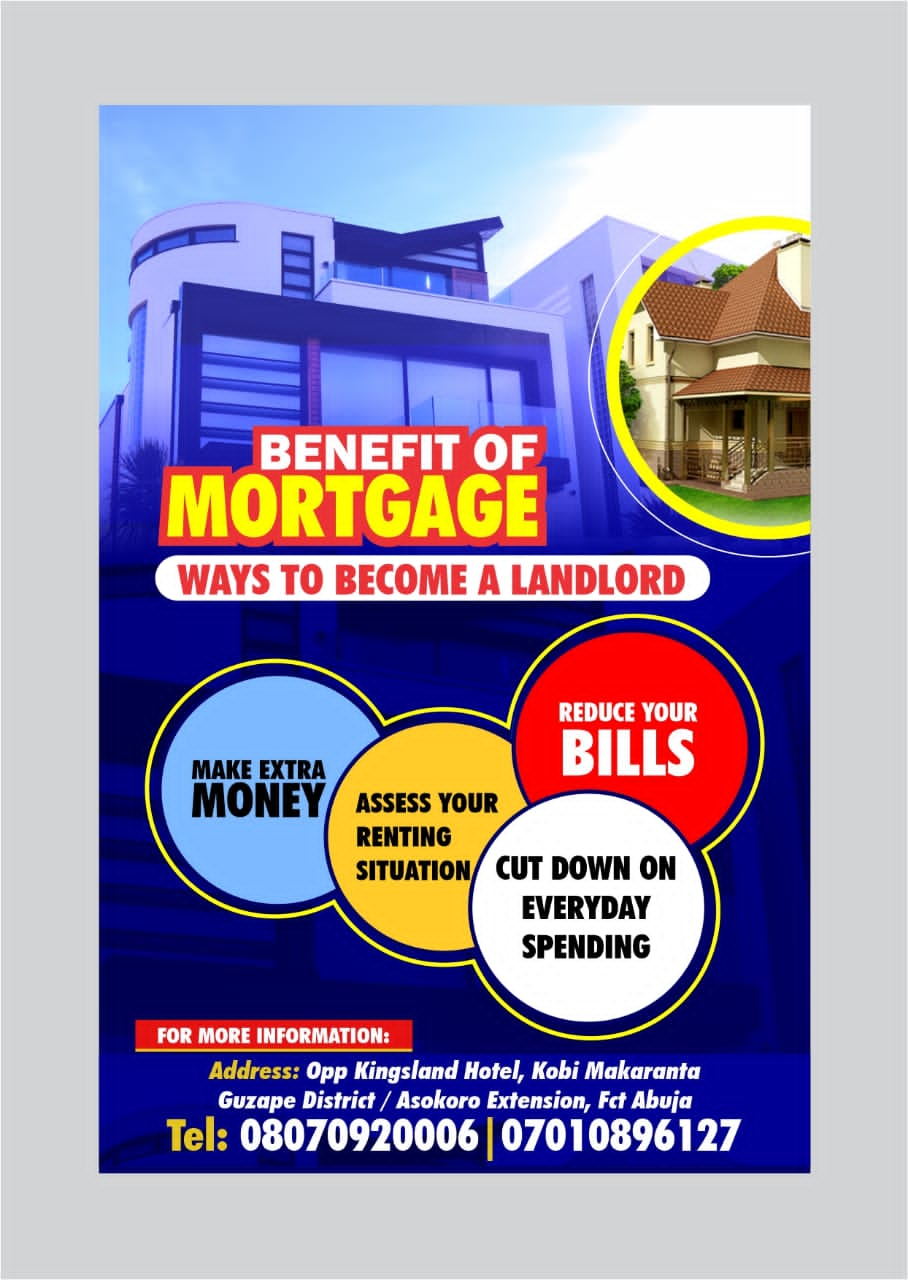 BENEFIT OF
MORTGAGE
WAYS TO BECOME A LANDLORD
MAKE EXTRA
MONEY
ASSESS YOUR
RENTING
SITUATION
REDUCE YOUR
BILLS
CUT DOWN ON
EVERYDAY
SPENDING
FOR MORE INFORMATION:
Address: Opp Kingsland Hotel, Kobi Makaranta
Guzape District / Asokoro Extension, Fct Abuja
Tel: 08070920006|07010896127